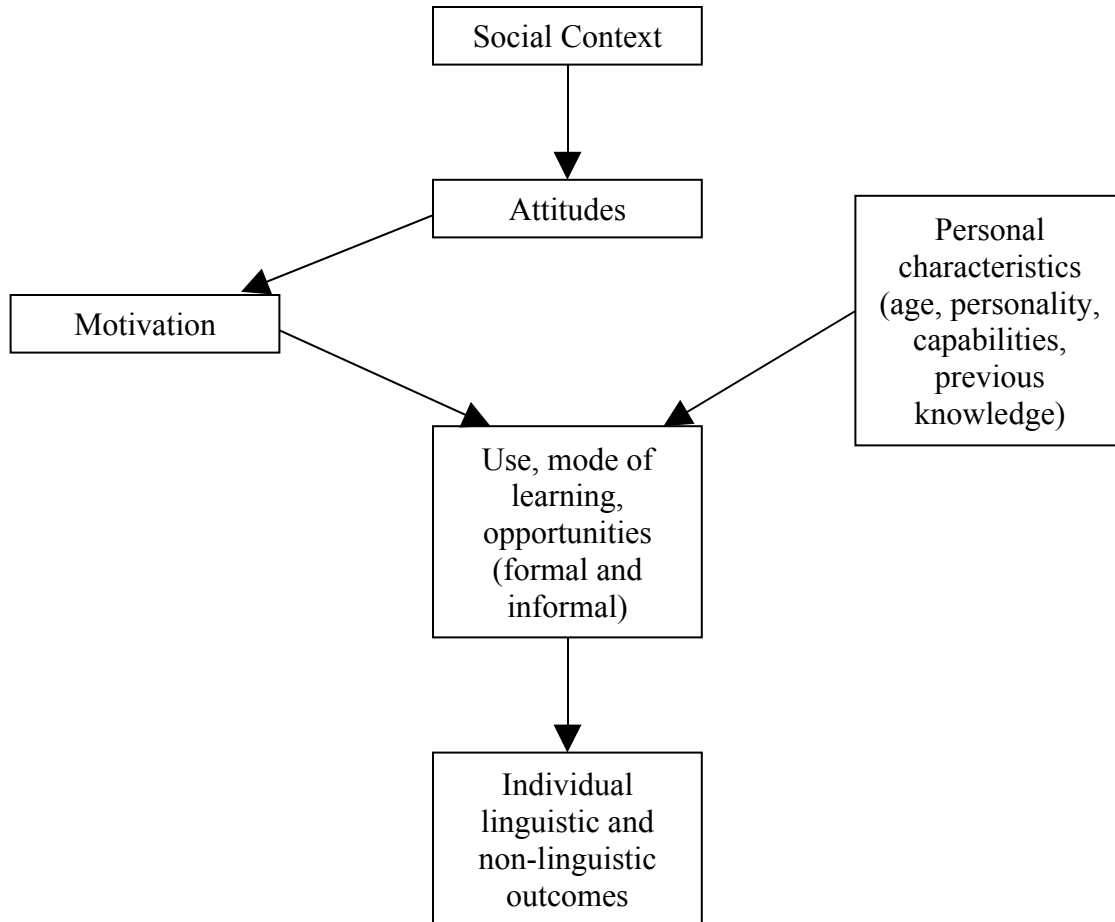 Social Context
Attitudes
Personal
characteristics
(age, personality,
capabilities,
previous
knowledge)
Motivation
Use, mode of
learning,
opportunities
(formal and
informal)
Individual
linguistic and
non-linguistic
outcomes